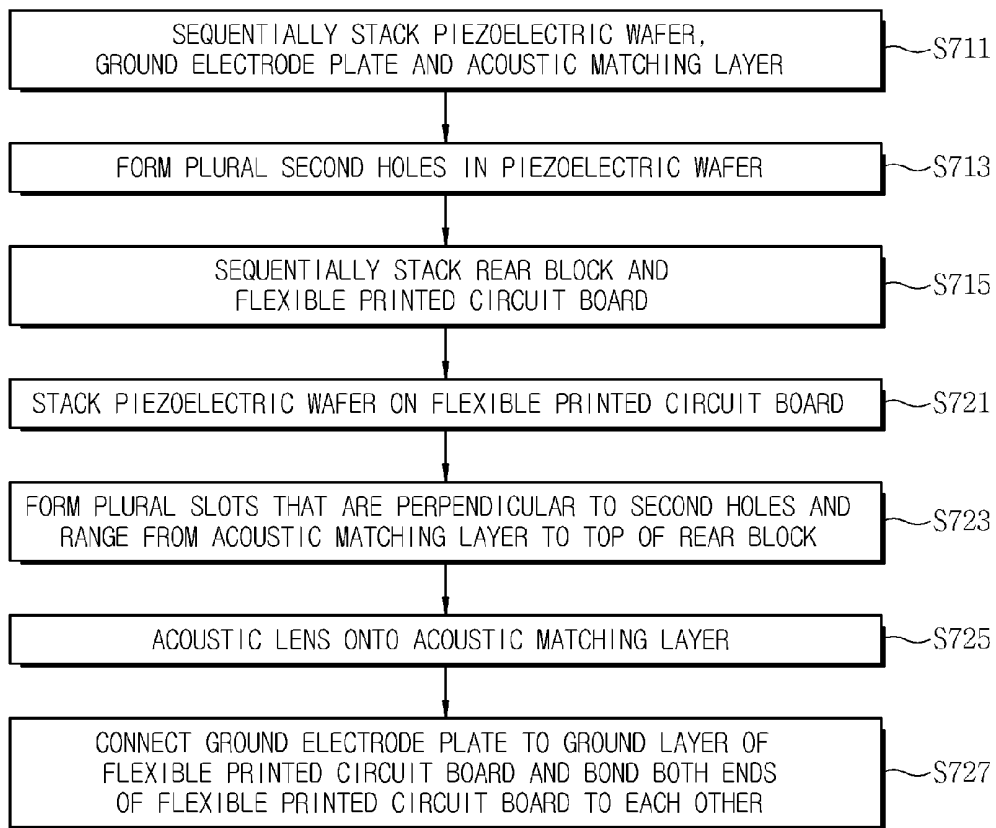 SEQUENTIALLY STACK PIEZOELECTRIC WAFER,
GROUND ELECTRODE PLATE AND ACOUSTIC MATCHING LAYER
S711
FORM PLURAL SECOND HOLES IN PIEZOELECTRIC WAFER
S713
SEQUENTIALLY STACK REAR BLOCK AND
FLEXIBLE PRINTED CIRCUIT BOARD
S715
STACK PIEZOELECTRIC WAFER ON FLEXIBLE PRINTED CIRCUIT BOARD
S721
FORM PLURAL SLOTS THAT ARE PERPENDICULAR TO SECOND HOLES AND
RANGE FROM ACOUSTIC MATCHING LAYER TO TOP OF REAR BLOCK
S723
ACOUSTIC LENS ONTO ACOUSTIC MATCHING LAYER
S725
CONNECT GROUND ELECTRODE PLATE TO GROUND LAYER OF
FLEXIBLE PRINTED CIRCUIT BOARD AND BOND BOTH ENDS
OF FLEXIBLE PRINTED CIRCUIT BOARD TO EACH OTHER
S727